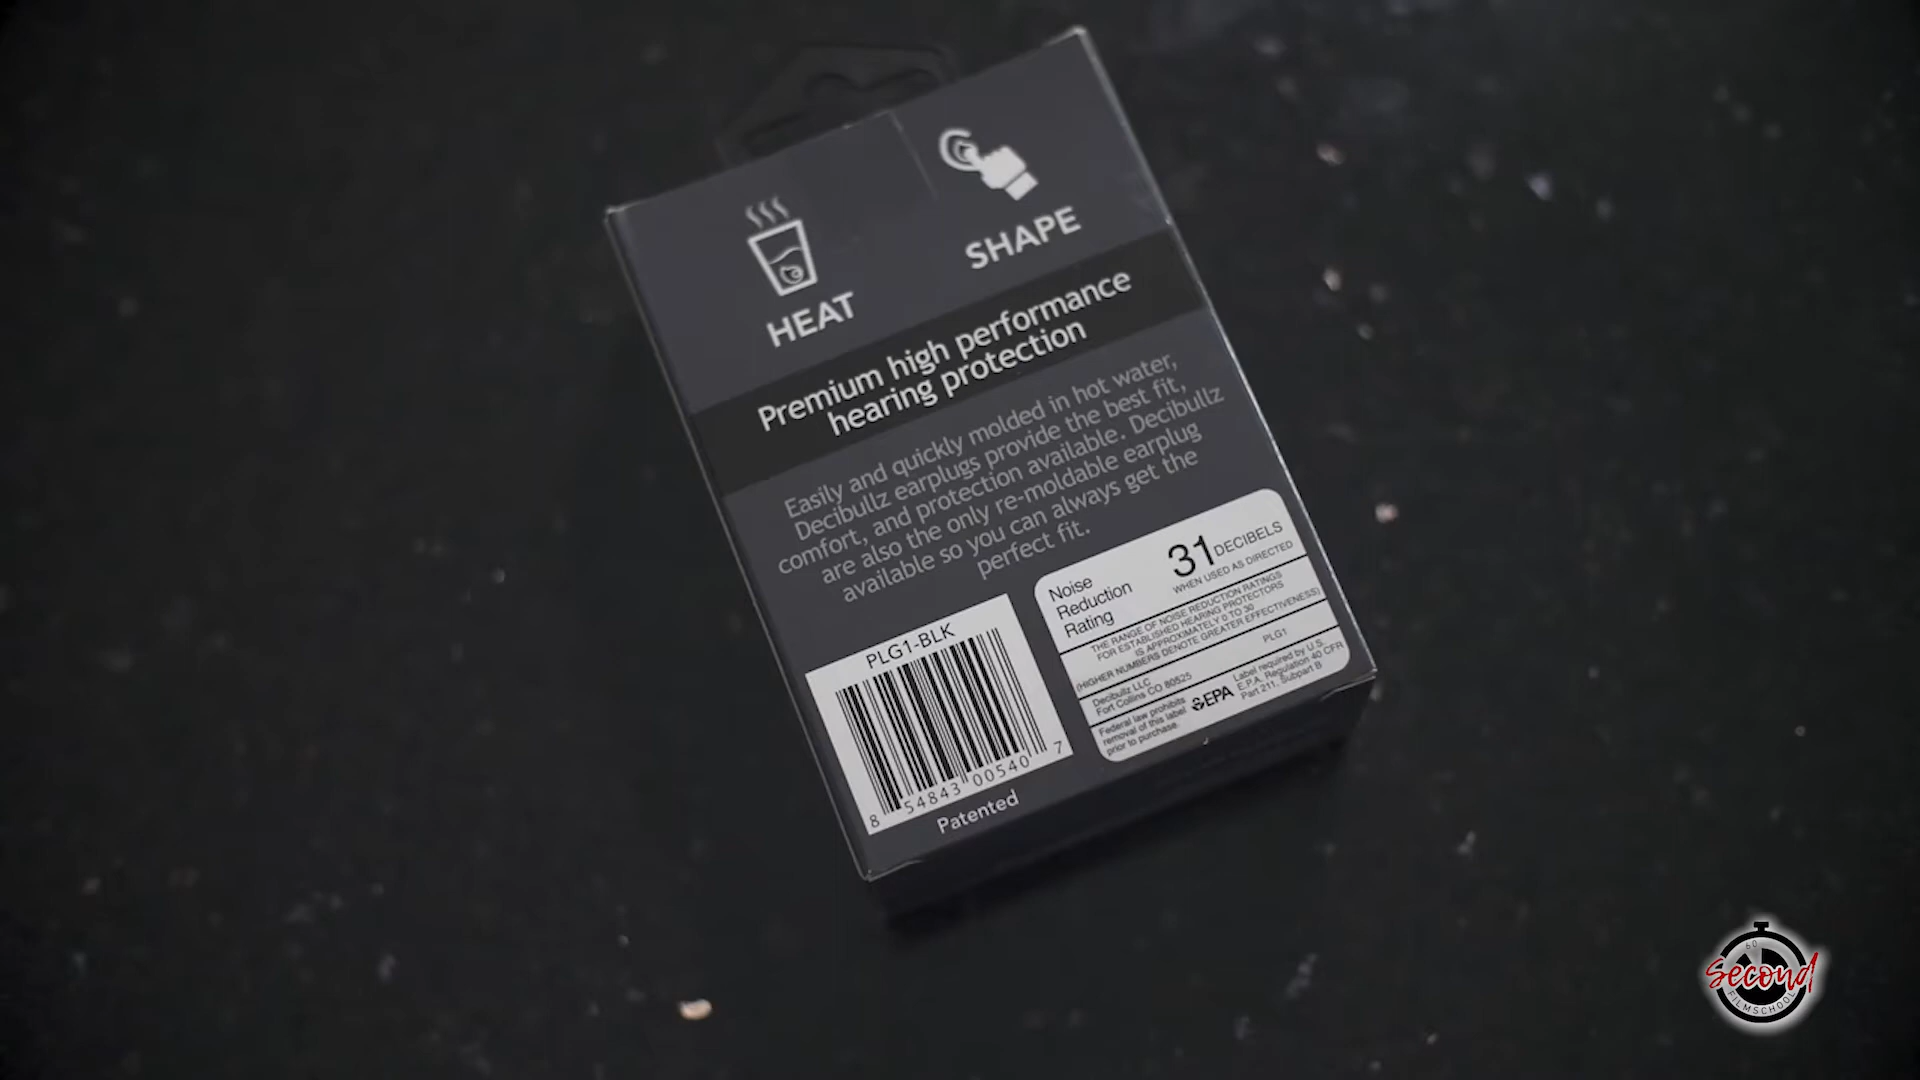 HEAT
SHAPE
Premium high performance
hearing protection
Easily and quickly molded in hot water,
Decibullz earplugs provide the best fit,
comfort, and protection available. Decibullz
are also the only re-moldable earplug
available so you can always get the
perfect fit.
PLG1-BLK
8 54843 00540 7
Patented
Noise
Reduction
Rating
31 DECIBELS
WHEN USED AS DIRECTED
THE RANGE OF NOISE REDUCTION RATINGS
FOR ESTABLISHED HEARING PROTECTORS
IS APPROXIMATELY 0 TO 30
(HIGHER NUMBERS DENOTE GREATER EFFECTIVENESS)
Decibullz LLC
Fort Collins CO 80525
PLG1
Federal law prohibits
removal of this label
prior to purchase.
EPA
Label required by U.S.
E.P.A. Regulation 40 CFR
Part 211, Subpart B
60
Second
FILMSCHOOL